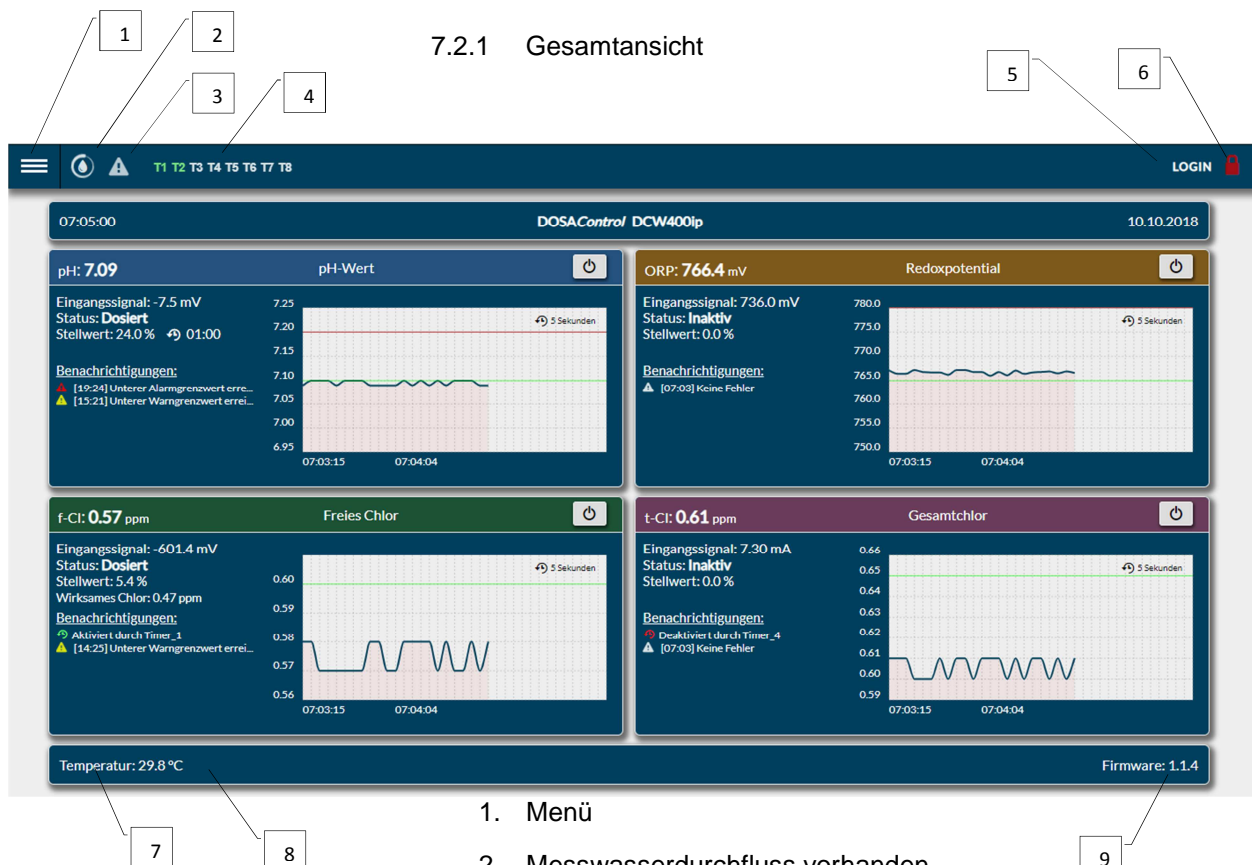 1
2
7.2.1 Gesamtansicht
5
6
3
4
T1 T2 T3 T4 T5 T6 T7 T8
LOGIN
07:05:00
DOSAControl DCW400ip
10.10.2018
pH: 7.09
pH-Wert
Eingangssignal: -7.5 mV
Status: Dosiert
Stellwert: 24.0 % 01:00
Benachrichtigungen:
[19:24] Unterer Alarmgrenzwert erre...
[15:21] Unterer Warngrenzwert errei...
7.25
7.20
7.15
7.10
7.05
7.00
6.95
5 Sekunden
07:03:15
07:04:04
ORP: 766.4 mV
Redoxpotential
Eingangssignal: 736.0 mV
Status: Inaktiv
Stellwert: 0.0 %
Benachrichtigungen:
[07:03] Keine Fehler
780.0
775.0
770.0
765.0
760.0
755.0
750.0
5 Sekunden
07:03:15
07:04:04
f-Cl: 0.57 ppm
Freies Chlor
Eingangssignal: -601.4 mV
Status: Dosiert
Stellwert: 5.4 %
Wirksames Chlor: 0.47 ppm
Benachrichtigungen:
Aktiviert durch Timer_1
[14:25] Unterer Warngrenzwert errei...
0.60
0.59
0.58
0.57
0.56
5 Sekunden
07:03:15
07:04:04
t-Cl: 0.61 ppm
Gesamtchlor
Eingangssignal: 7.30 mA
Status: Inaktiv
Stellwert: 0.0 %
Benachrichtigungen:
Deaktiviert durch Timer_4
[07:03] Keine Fehler
0.66
0.65
0.64
0.63
0.62
0.61
0.60
0.59
5 Sekunden
07:03:15
07:04:04
Temperatur: 29.8 °C
Firmware: 1.1.4
1. Menü
7
8
9
2. Messwasserdurchfluss vorhanden